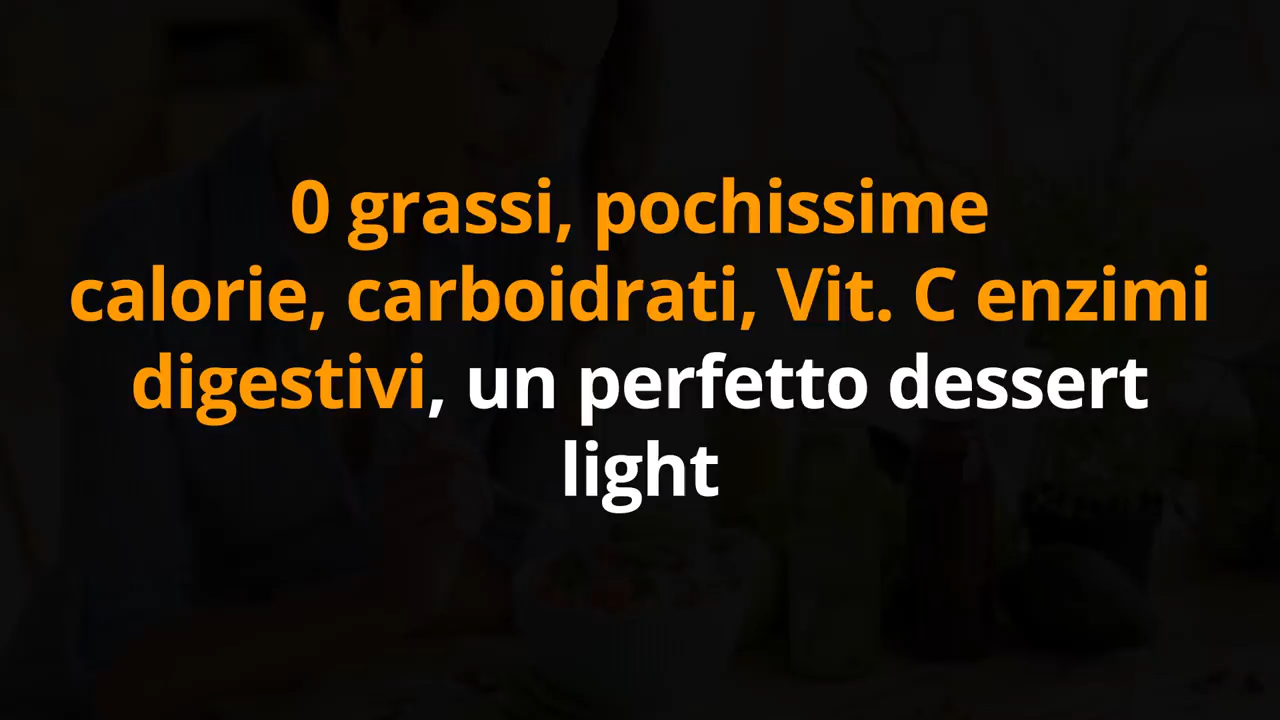 0 grassi, pochissime
calorie, carboidrati, Vit. C enzimi
digestivi, un perfetto dessert
light